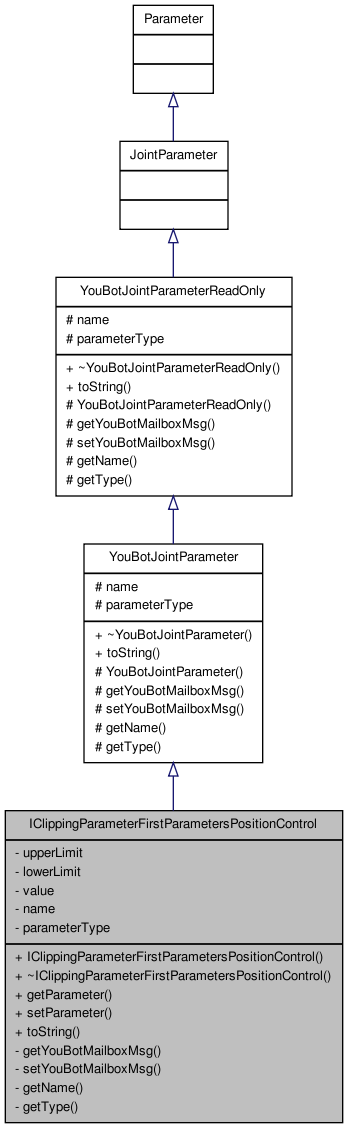 Parameter
JointParameter
YouBotJointParameterReadOnly
# name
# parameterType
+ ~YouBotJointParameterReadOnly()
+ toString()
# YouBotJointParameterReadOnly()
# getYouBotMailboxMsg()
# setYouBotMailboxMsg()
# getName()
# getType()
YouBotJointParameter
# name
# parameterType
+ ~YouBotJointParameter()
+ toString()
# YouBotJointParameter()
# getYouBotMailboxMsg()
# setYouBotMailboxMsg()
# getName()
# getType()
IClippingParameterFirstParametersPositionControl
- upperLimit
- lowerLimit
- value
- name
- parameterType
+ IClippingParameterFirstParametersPositionControl()
+ ~IClippingParameterFirstParametersPositionControl()
+ getParameter()
+ setParameter()
+ toString()
- getYouBotMailboxMsg()
- setYouBotMailboxMsg()
- getName()
- getType()